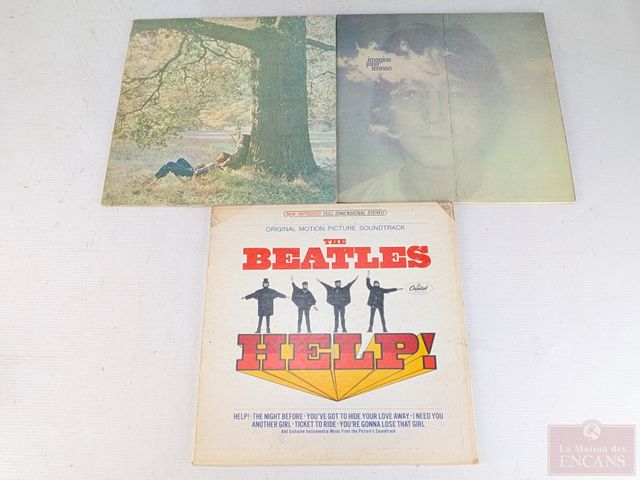 imagine
john
lennon
NEW IMPROVED FULL DIMENSIONAL STEREO
ORIGINAL MOTION PICTURE SOUNDTRACK
THE
BEATLES
Capitol
HELP!
HELP! • THE NIGHT BEFORE • YOU'VE GOT TO HIDE YOUR LOVE AWAY • I NEED YOU
ANOTHER GIRL • TICKET TO RIDE • YOU'RE GONNA LOSE THAT GIRL
And Exclusive Instrumental Music From the Picture's Soundtrack
La Maison des
ENCANS